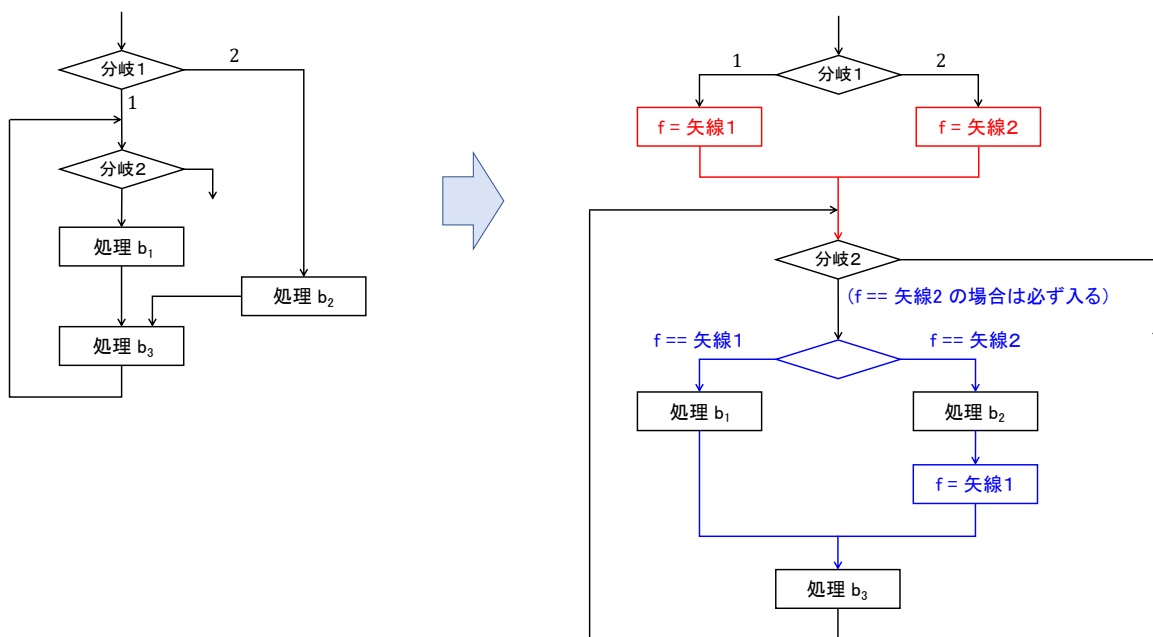 分岐1
2
1
分岐2
処理 b₁
処理 b₂
処理 b₃
分岐1
1
2
f = 矢線1
f = 矢線2
分岐2
(f == 矢線2 の場合は必ず入る)
f == 矢線1
f == 矢線2
処理 b₁
処理 b₂
f = 矢線1
処理 b₃